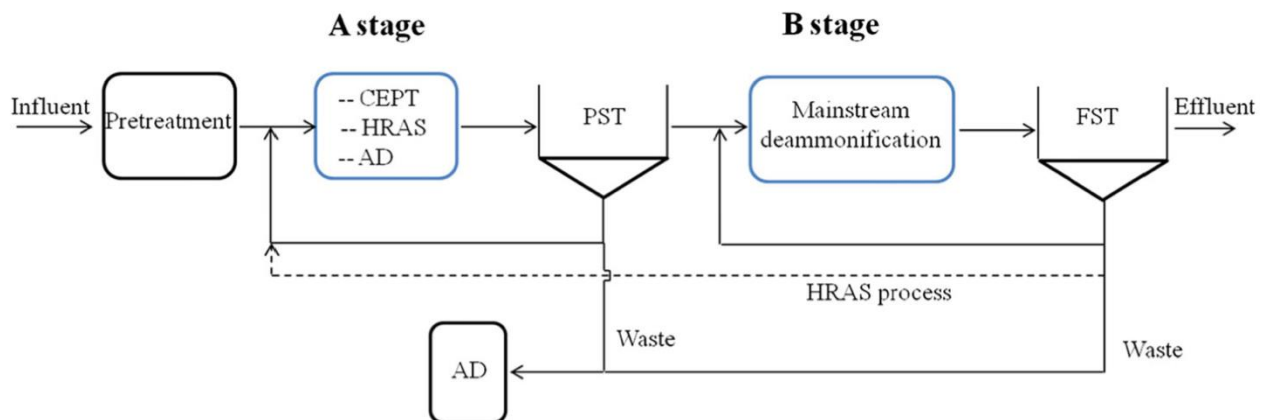 A stage
B stage
Influent
Pretreatment
-- CEPT
-- HRAS
-- AD
PST
Mainstream
deammonification
FST
Effluent
HRAS process
Waste
Waste
AD